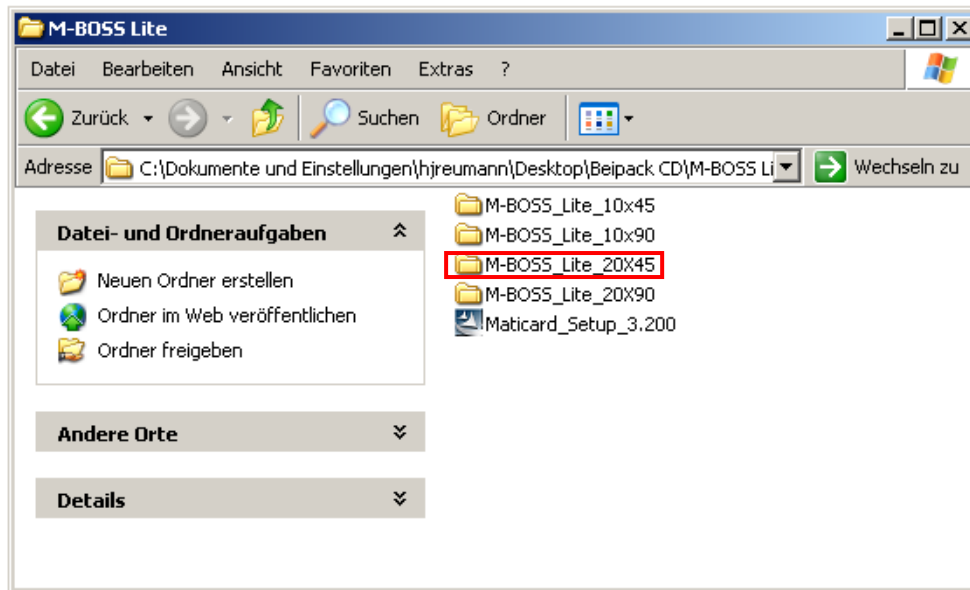 M-BOSS Lite
Datei Bearbeiten Ansicht Favoriten Extras ?
Zurück Suchen Ordner
Adresse C:\Dokumente und Einstellungen\hjreumann\Desktop\Beipack CD\M-BOSS Li Wechseln zu
Datei- und Ordneraufgaben
Neuen Ordner erstellen
Ordner im Web veröffentlichen
Ordner freigeben
Andere Orte
Details
M-BOSS_Lite_10x45
M-BOSS_Lite_10x90
M-BOSS_Lite_20X45
M-BOSS_Lite_20X90
Maticard_Setup_3.200